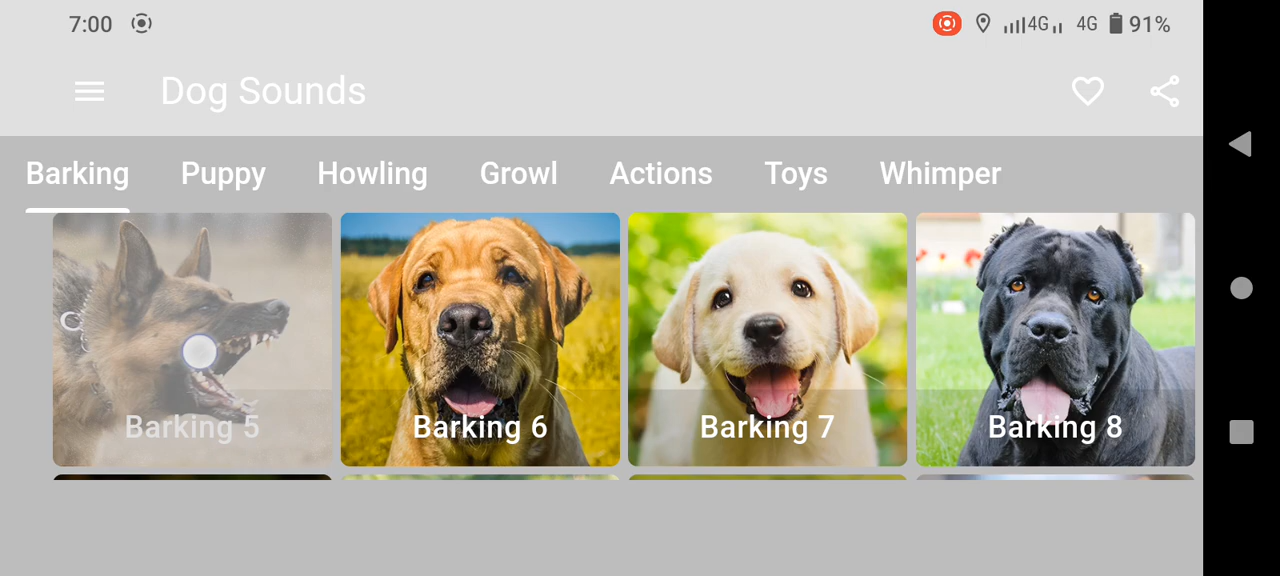 7:00 4G 4G 91%
Dog Sounds
Barking Puppy Howling Growl Actions Toys Whimper
Barking 5 Barking 6 Barking 7 Barking 8